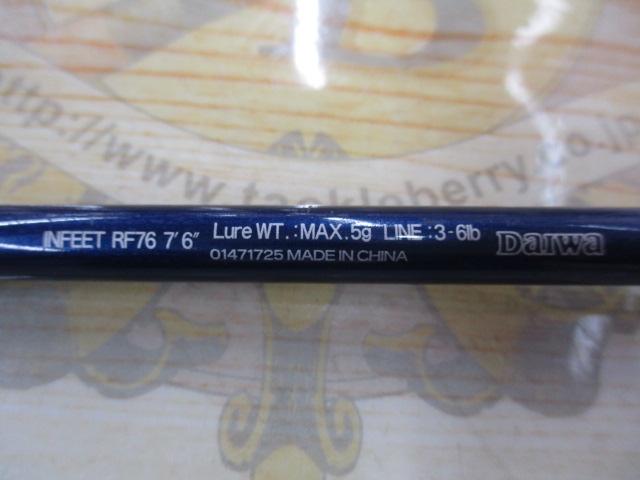 http://www.tackleberry.co.jp
INFEET RF76 7'6" Lure WT.:MAX.5g LINE:3-6lb Daiwa
01471725 MADE IN CHINA